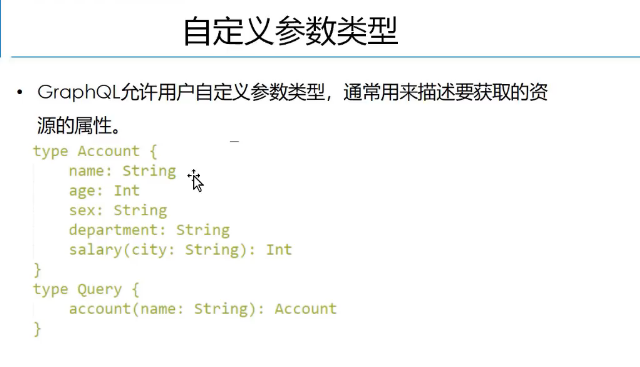 自定义参数类型
• GraphQL允许用户自定义参数类型，通常用来描述要获取的资
源的属性。
type Account {
    name: String
    age: Int
    sex: String
    department: String
    salary(city: String): Int
}
type Query {
    account(name: String): Account
}